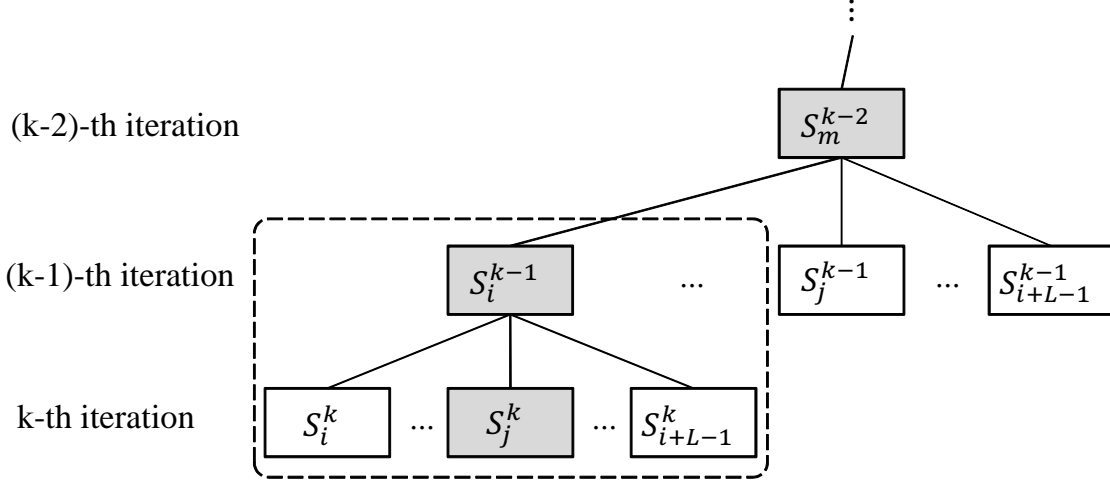 ⋮
(k-2)-th iteration S_m^{k-2}
(k-1)-th iteration S_i^{k-1} ... S_j^{k-1} ... S_{i+L-1}^{k-1}
k-th iteration S_i^k ... S_j^k ... S_{i+L-1}^k